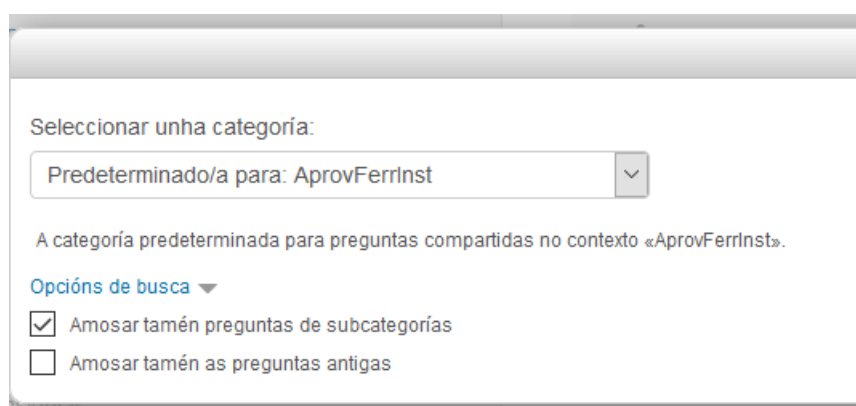 Seleccionar unha categoría:
Predeterminado/a para: AprovFerrInst
A categoría predeterminada para preguntas compartidas no contexto «AprovFerrInst».
Opcións de busca
Amosar tamén preguntas de subcategorías
Amosar tamén as preguntas antigas